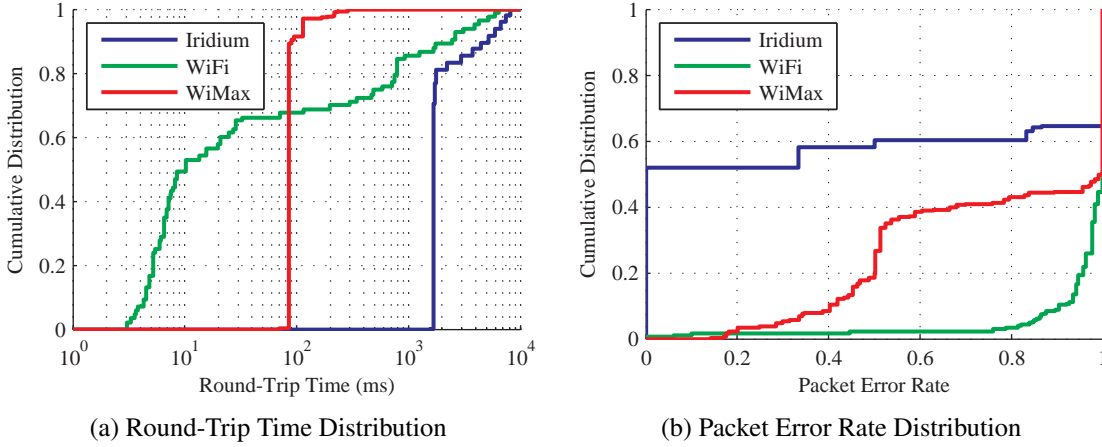 1
0.8
0.6
0.4
0.2
0
Cumulative Distribution
Iridium
WiFi
WiMax
10^0
10^1
10^2
10^3
10^4
Round-Trip Time (ms)
(a) Round-Trip Time Distribution
1
0.8
0.6
0.4
0.2
0
Cumulative Distribution
Iridium
WiFi
WiMax
0
0.2
0.4
0.6
0.8
1
Packet Error Rate
(b) Packet Error Rate Distribution